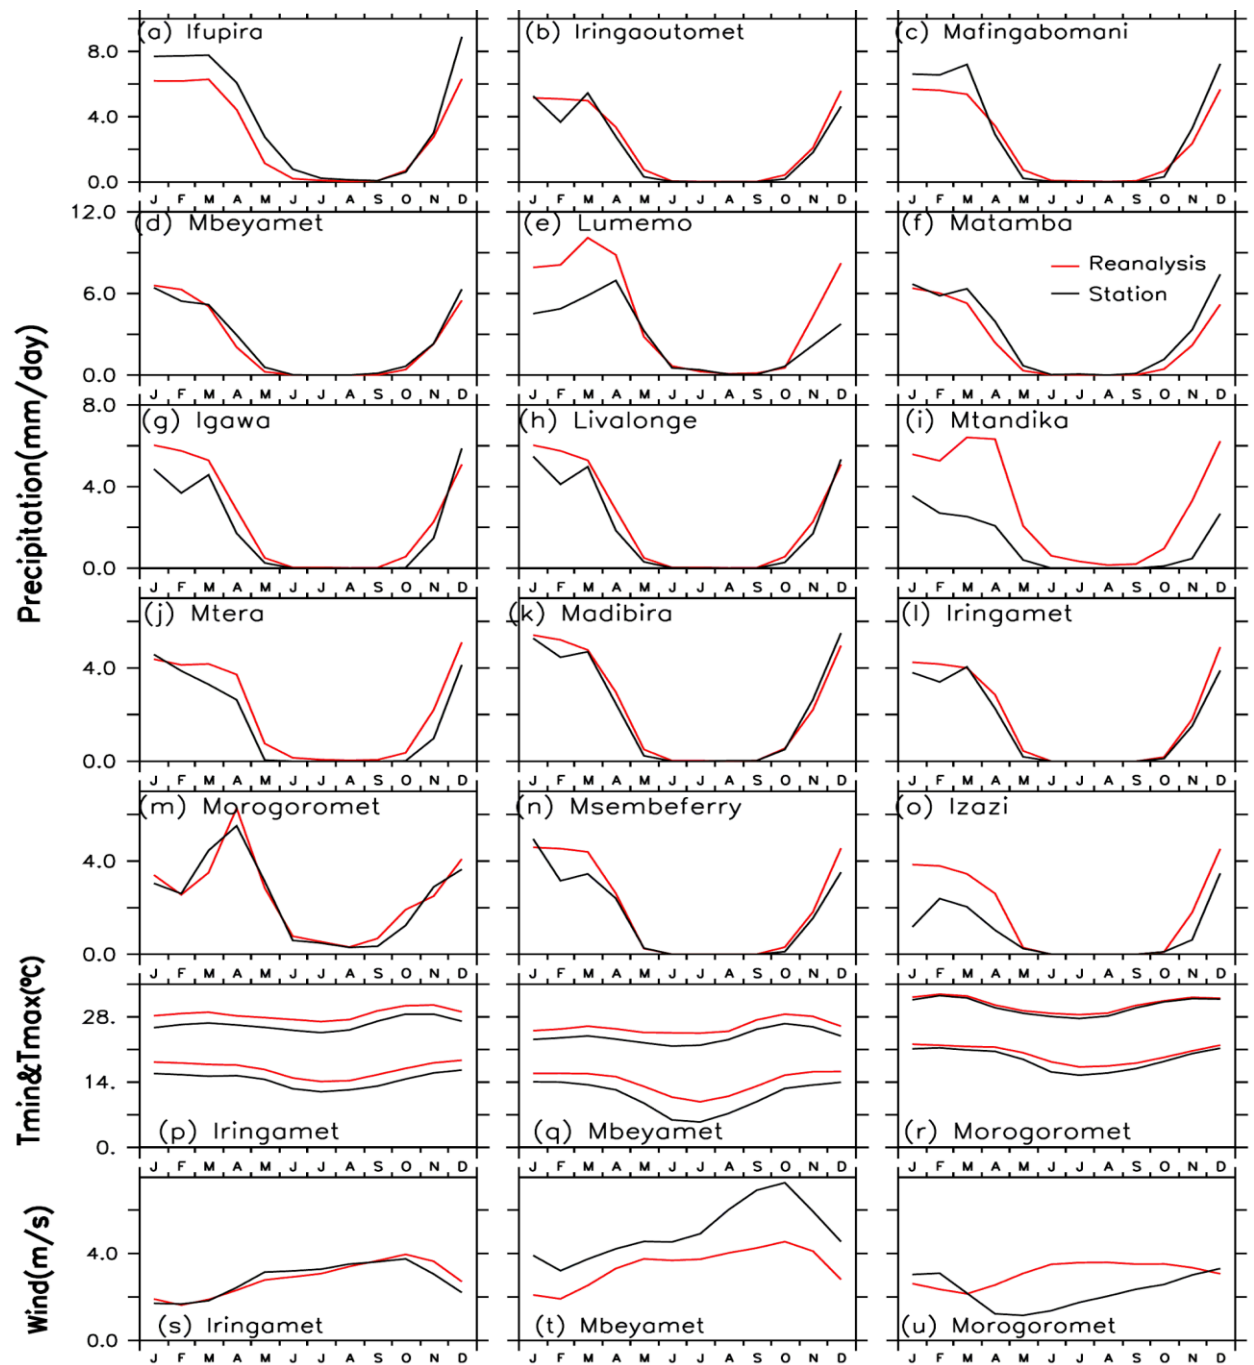 (a) Ifupira
(b) Iringaoutomet
(c) Mafingabomani
8.0
4.0
0.0
J F M A M J J A S O N D
J F M A M J J A S O N D
J F M A M J J A S O N D
12.0
(d) Mbeyamet
(e) Lumemo
(f) Matamba
Reanalysis
Station
6.0
0.0
J F M A M J J A S O N D
J F M A M J J A S O N D
J F M A M J J A S O N D
Precipitation(mm/day)
8.0
(g) Igawa
(h) Livalonge
(i) Mtandika
4.0
0.0
J F M A M J J A S O N D
J F M A M J J A S O N D
J F M A M J J A S O N D
(j) Mtera
(k) Madibira
(l) Iringamet
4.0
0.0
J F M A M J J A S O N D
J F M A M J J A S O N D
J F M A M J J A S O N D
(m) Morogoromet
(n) Msembeferry
(o) Izazi
4.0
0.0
J F M A M J J A S O N D
J F M A M J J A S O N D
J F M A M J J A S O N D
Tmin&Tmax(ºC)
28.
14.
0.
(p) Iringamet
(q) Mbeyamet
(r) Morogoromet
J F M A M J J A S O N D
J F M A M J J A S O N D
J F M A M J J A S O N D
Wind(m/s)
4.0
0.0
(s) Iringamet
(t) Mbeyamet
(u) Morogoromet
J F M A M J J A S O N D
J F M A M J J A S O N D
J F M A M J J A S O N D